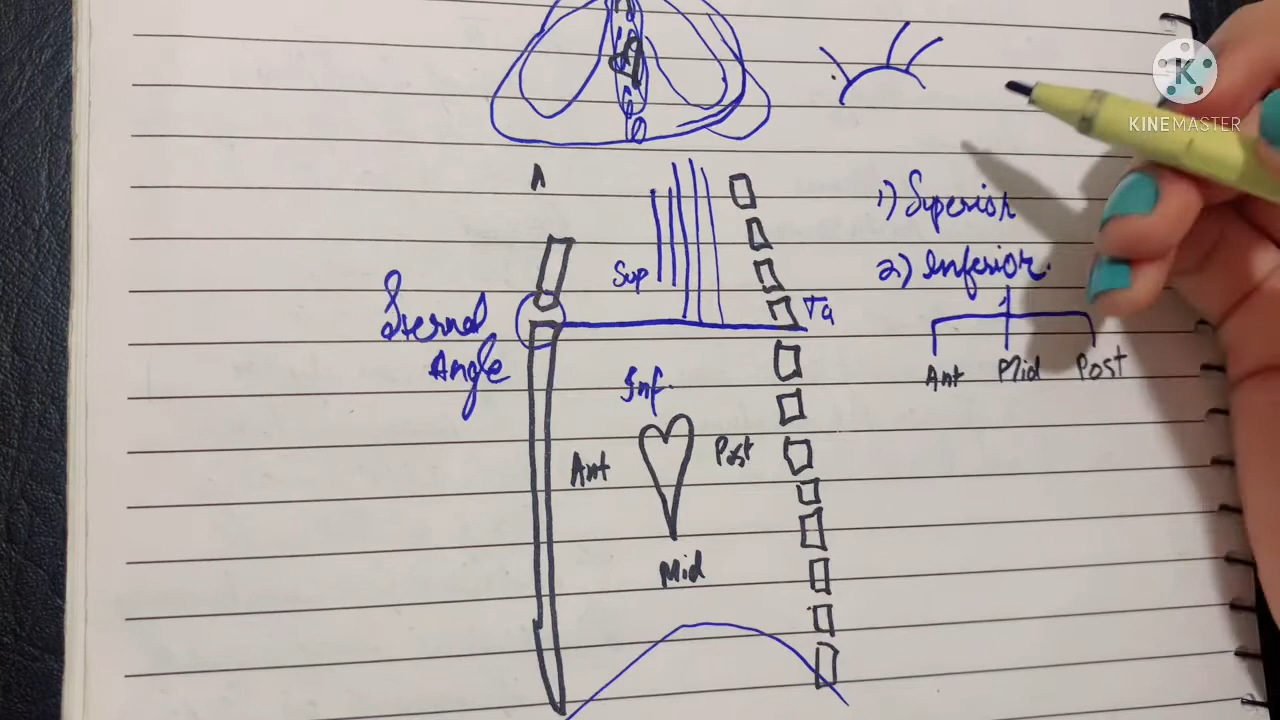 KINEMASTER
1) Superior
2) Inferior.
Ant Mid Post
Sup
T4
Sternal
Angle
Inf.
Ant
Post
Mid